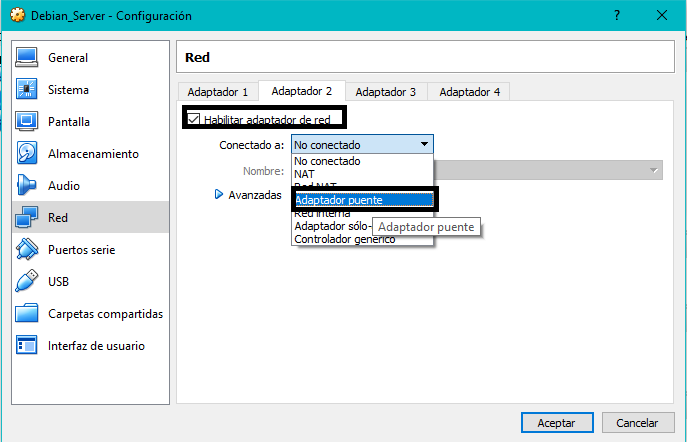 Debian_Server - Configuración
?
General
Sistema
Pantalla
Almacenamiento
Audio
Red
Puertos serie
USB
Carpetas compartidas
Interfaz de usuario
Red
Adaptador 1 Adaptador 2 Adaptador 3 Adaptador 4
Habilitar adaptador de red
Conectado a: No conectado
No conectado
Nombre:
NAT
Red NAT
Avanzadas
Adaptador puente
Red interna
Adaptador sólo-
Adaptador puente
Controlador genérico
Aceptar Cancelar